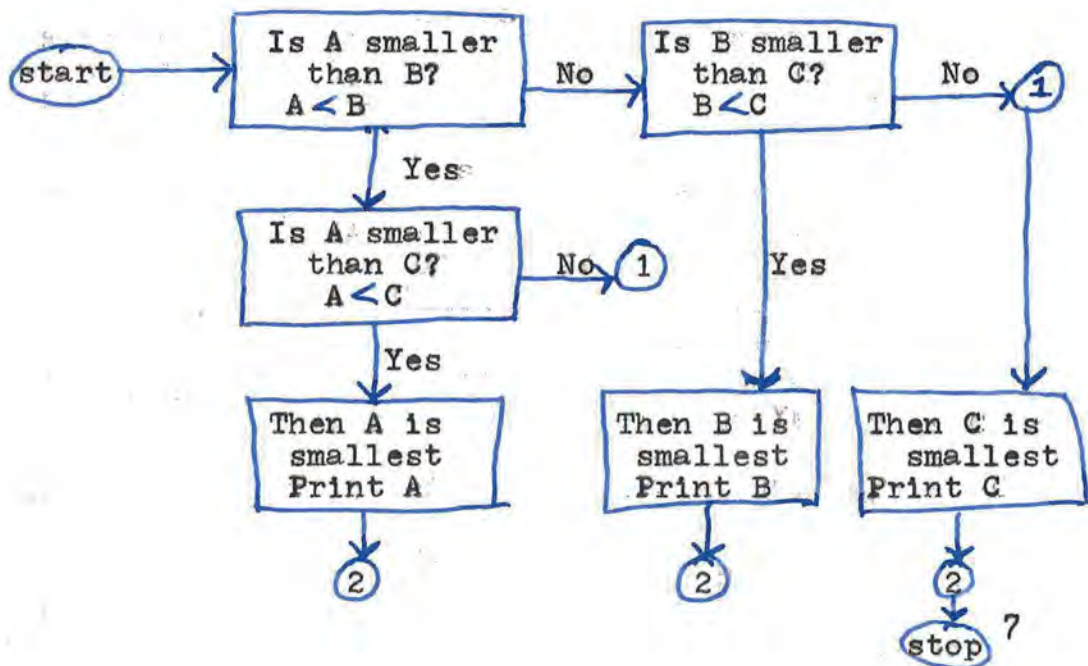 start
Is A smaller
than B?
A < B
No
Is B smaller
than C?
B < C
No
1
Yes
Is A smaller
than C?
A < C
No
1
Yes
Yes
Then A is
smallest
Print A
Then B is
smallest
Print B
Then C is
smallest
Print C
2
2
2
stop
7